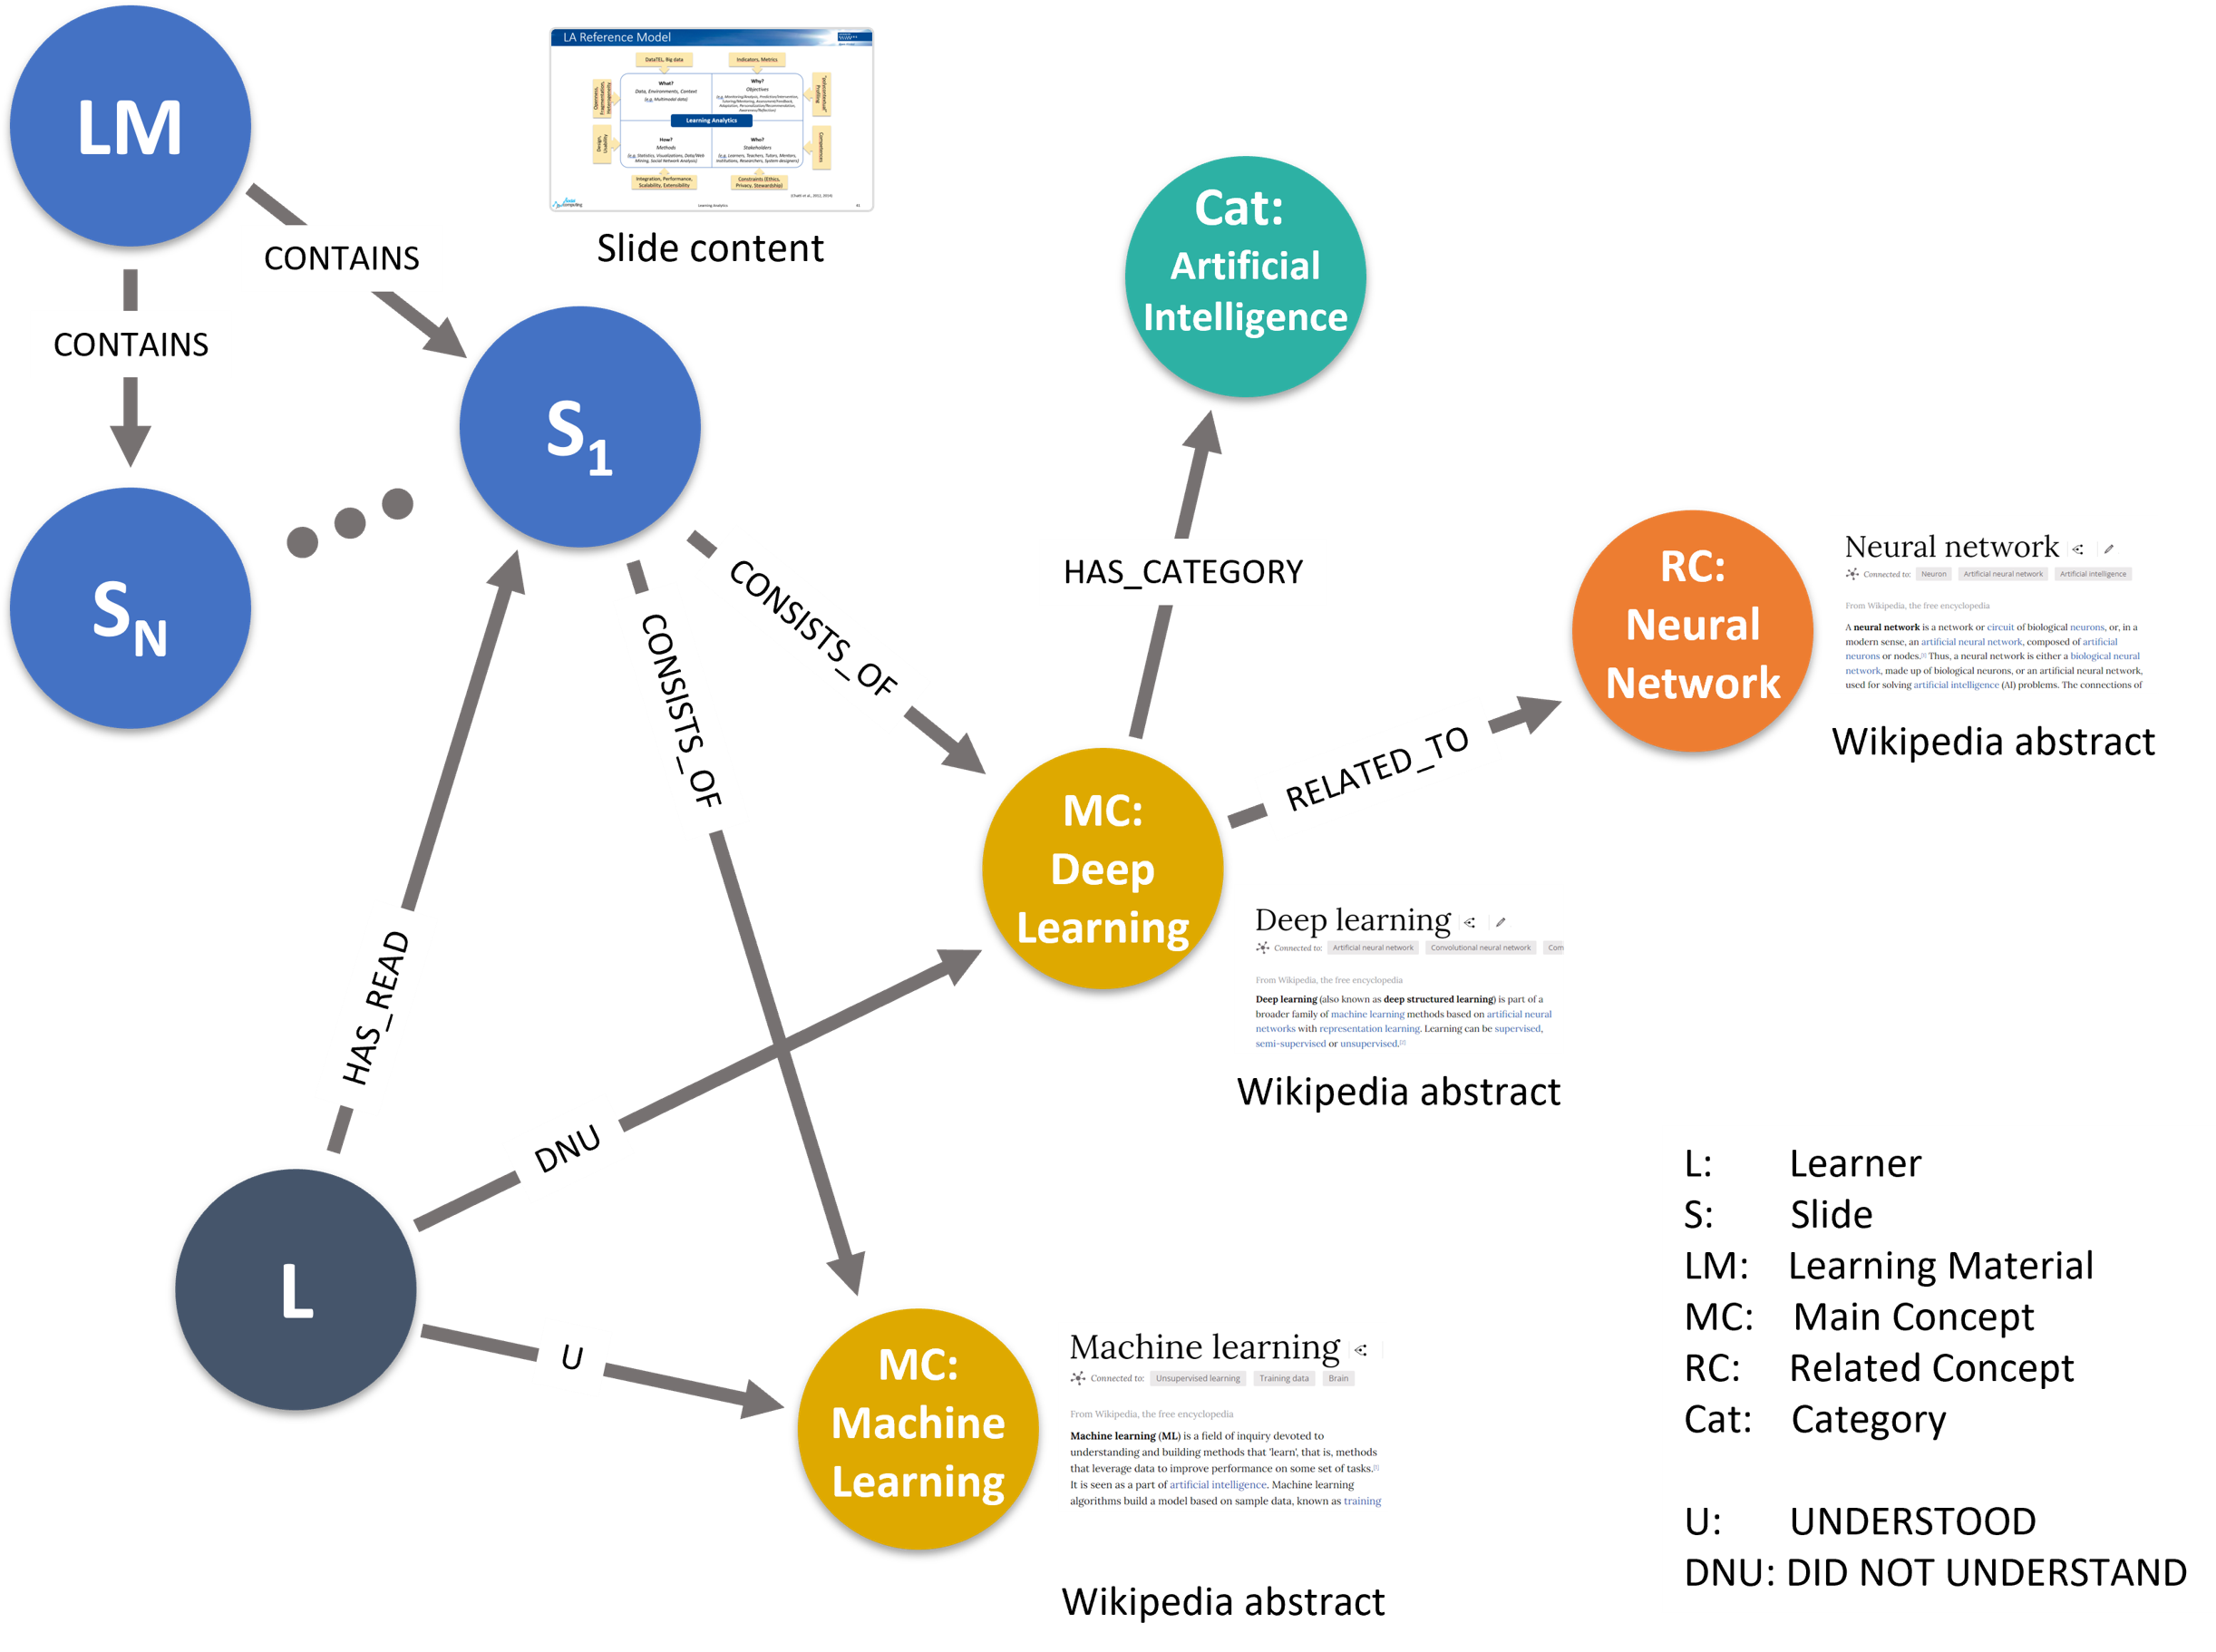 LM
CONTAINS
CONTAINS
LA Reference Model
DataTEL, Big data
Indicators, Metrics
What?
Data, Environments, Context
(e.g. Multimodal data)
Why?
Objectives
(e.g. Monitoring/Analysis, Prediction/Intervention,
Tutoring/Mentoring, Assessment/Feedback,
Adaptation, Personalization/Recommendation,
Awareness/Reflection)
Openness,
Fragmentation,
Learning Analytics
Design,
Usability
How?
Methods
(e.g. Statistics, Visualizations, Data/Web
Mining, Social Network Analysis)
Who?
Stakeholders
(e.g. Learners, Teachers, Tutors, Mentors,
Institutions, Researchers, System designers)
Profiling
Integration, Performance,
Scalability, Extensibility
Constraints (Ethics,
Privacy, Stewardship)
Learning Analytics
Slide content
S1
SN
CONSISTS_OF
CONSISTS_OF
Cat:
Artificial
Intelligence
HAS_CATEGORY
RC:
Neural
Network
Neural network
Connected to: Neuron Artificial neural network Artificial intelligence
From Wikipedia, the free encyclopedia
A neural network is a network or circuit of biological neurons, or, in a
modern sense, an artificial neural network, composed of artificial
neurons or nodes.[1] Thus, a neural network is either a biological neural
network, made up of biological neurons, or an artificial neural network,
used for solving artificial intelligence (AI) problems. The connections of
Wikipedia abstract
RELATED_TO
MC:
Deep
Learning
Deep learning
Connected to: Artificial neural network Convolutional neural network Com
From Wikipedia, the free encyclopedia
Deep learning (also known as deep structured learning) is part of a
broader family of machine learning methods based on artificial neural
networks with representation learning. Learning can be supervised,
semi-supervised or unsupervised.[2]
Wikipedia abstract
HAS_READ
DNU
L
U
MC:
Machine
Learning
Machine learning
Connected to: Unsupervised learning Training data Brain
From Wikipedia, the free encyclopedia
Machine learning (ML) is a field of inquiry devoted to
understanding and building methods that 'learn', that is, methods
that leverage data to improve performance on some set of tasks.[1]
It is seen as a part of artificial intelligence. Machine learning
algorithms build a model based on sample data, known as training
Wikipedia abstract
L: Learner
S: Slide
LM: Learning Material
MC: Main Concept
RC: Related Concept
Cat: Category
U: UNDERSTOOD
DNU: DID NOT UNDERSTAND